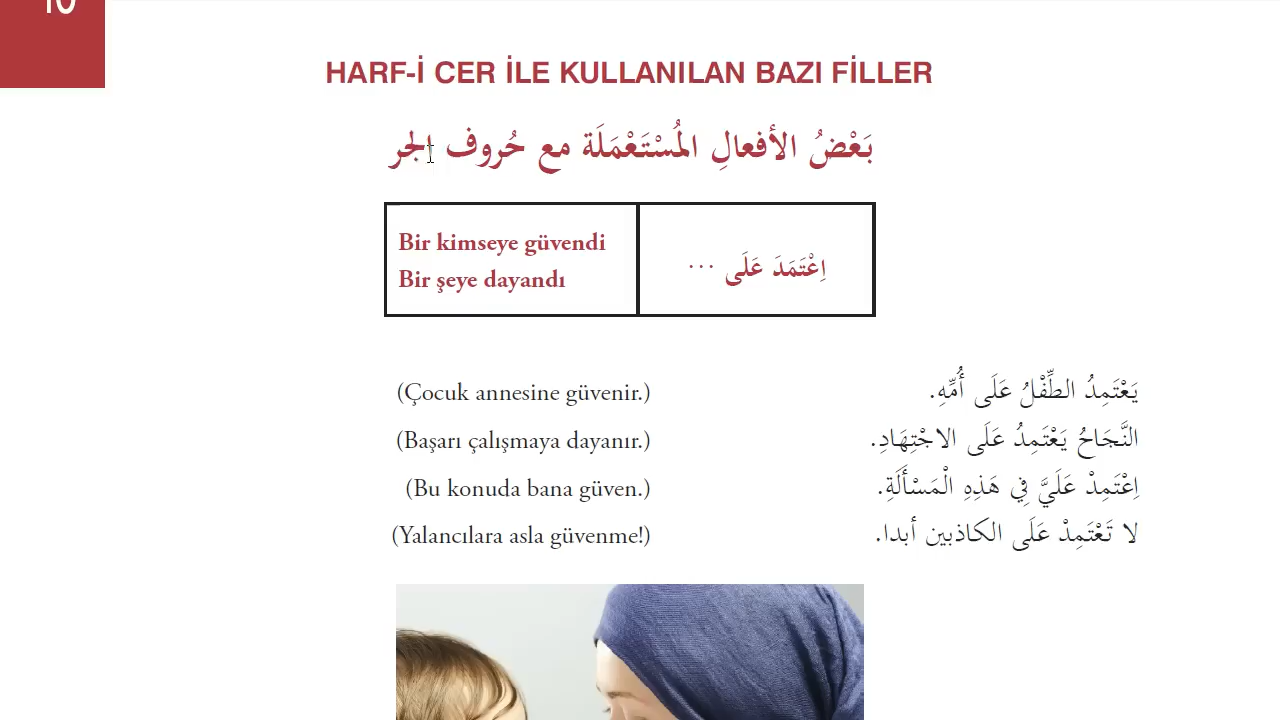 10
HARF-İ CER İLE KULLANILAN BAZI FİLLER
بَعْضُ الأفعالِ المُسْتَعْمَلَة مع حُروف الجر
Bir kimseye güvendi
Bir şeye dayandı
اِعْتَمَدَ عَلَى ...
(Çocuk annesine güvenir.)
يَعْتَمِدُ الطِّفْلُ عَلَى أُمِّهِ.
(Başarı çalışmaya dayanır.)
النَّجَاحُ يَعْتَمِدُ عَلَى الاجْتِهَادِ.
(Bu konuda bana güven.)
اِعْتَمِدْ عَلَيَّ فِي هَذِهِ الْمَسْأَلَةِ.
(Yalancılara asla güvenme!)
لا تَعْتَمِدْ عَلَى الكاذبين أبدا.